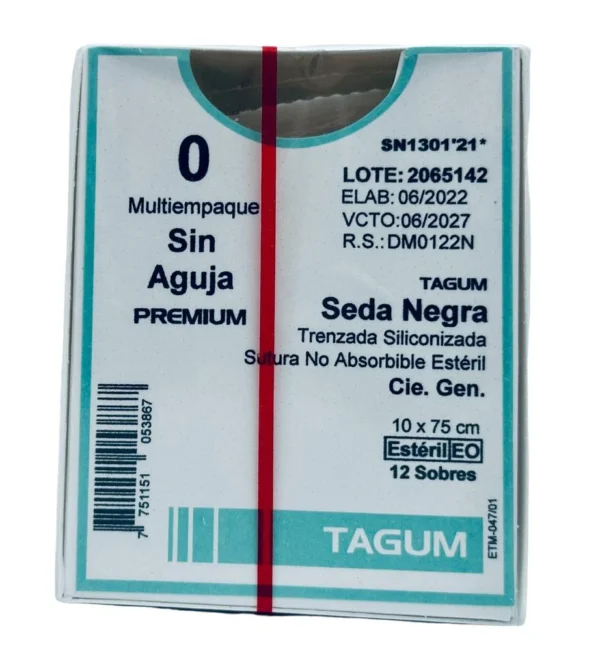 0
Multiempaque
Sin
Aguja
PREMIUM
SN1301'21*
LOTE: 2065142
ELAB: 06/2022
VCTO:06/2027
R.S.: DM0122N
TAGUM
Seda Negra
Trenzada Siliconizada
Sutura No Absorbible Estéril
Cie. Gen.
10 x 75 cm
Estéril EO
12 Sobres
7 751151 053867
TAGUM
ETM-047/01